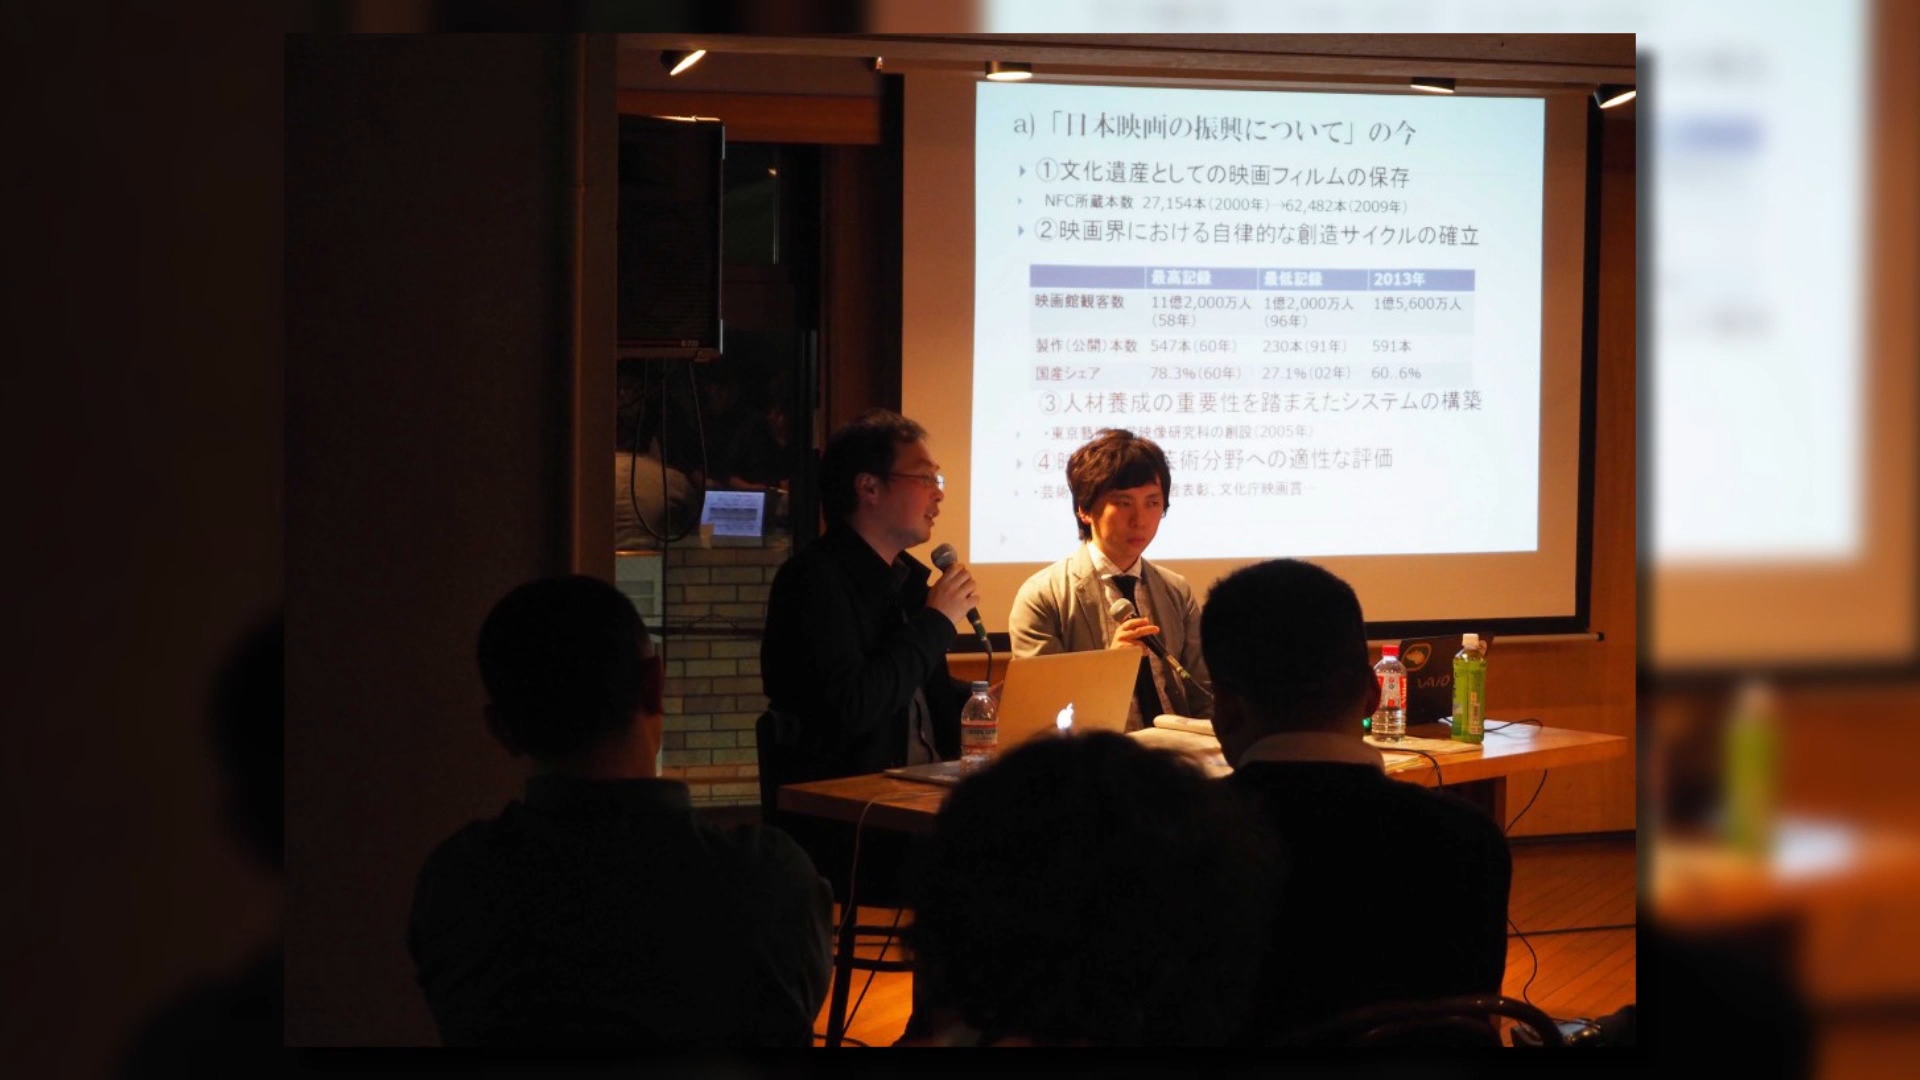 a)「日本映画の振興について」の今
①文化遺産としての映画フィルムの保存
NFC所蔵本数 27,154本(2000年)→62,482本(2009年)
②映画界における自律的な創造サイクルの確立
最高記録 最低記録 2013年
映画館観客数 11億2,000万人 1億2,000万人 1億5,600万人
(58年) (96年)
製作(公開)本数 547本(60年) 230本(91年) 591本
国産シェア 78.3%(60年) 27.1%(02年) 60..6%
③人材養成の重要性を踏まえたシステムの構築
・東京藝 映像研究科の創設(2005年)
④ 芸術分野への適性な評価
・芸術 者表彰、文化庁映画賞…
VAIO